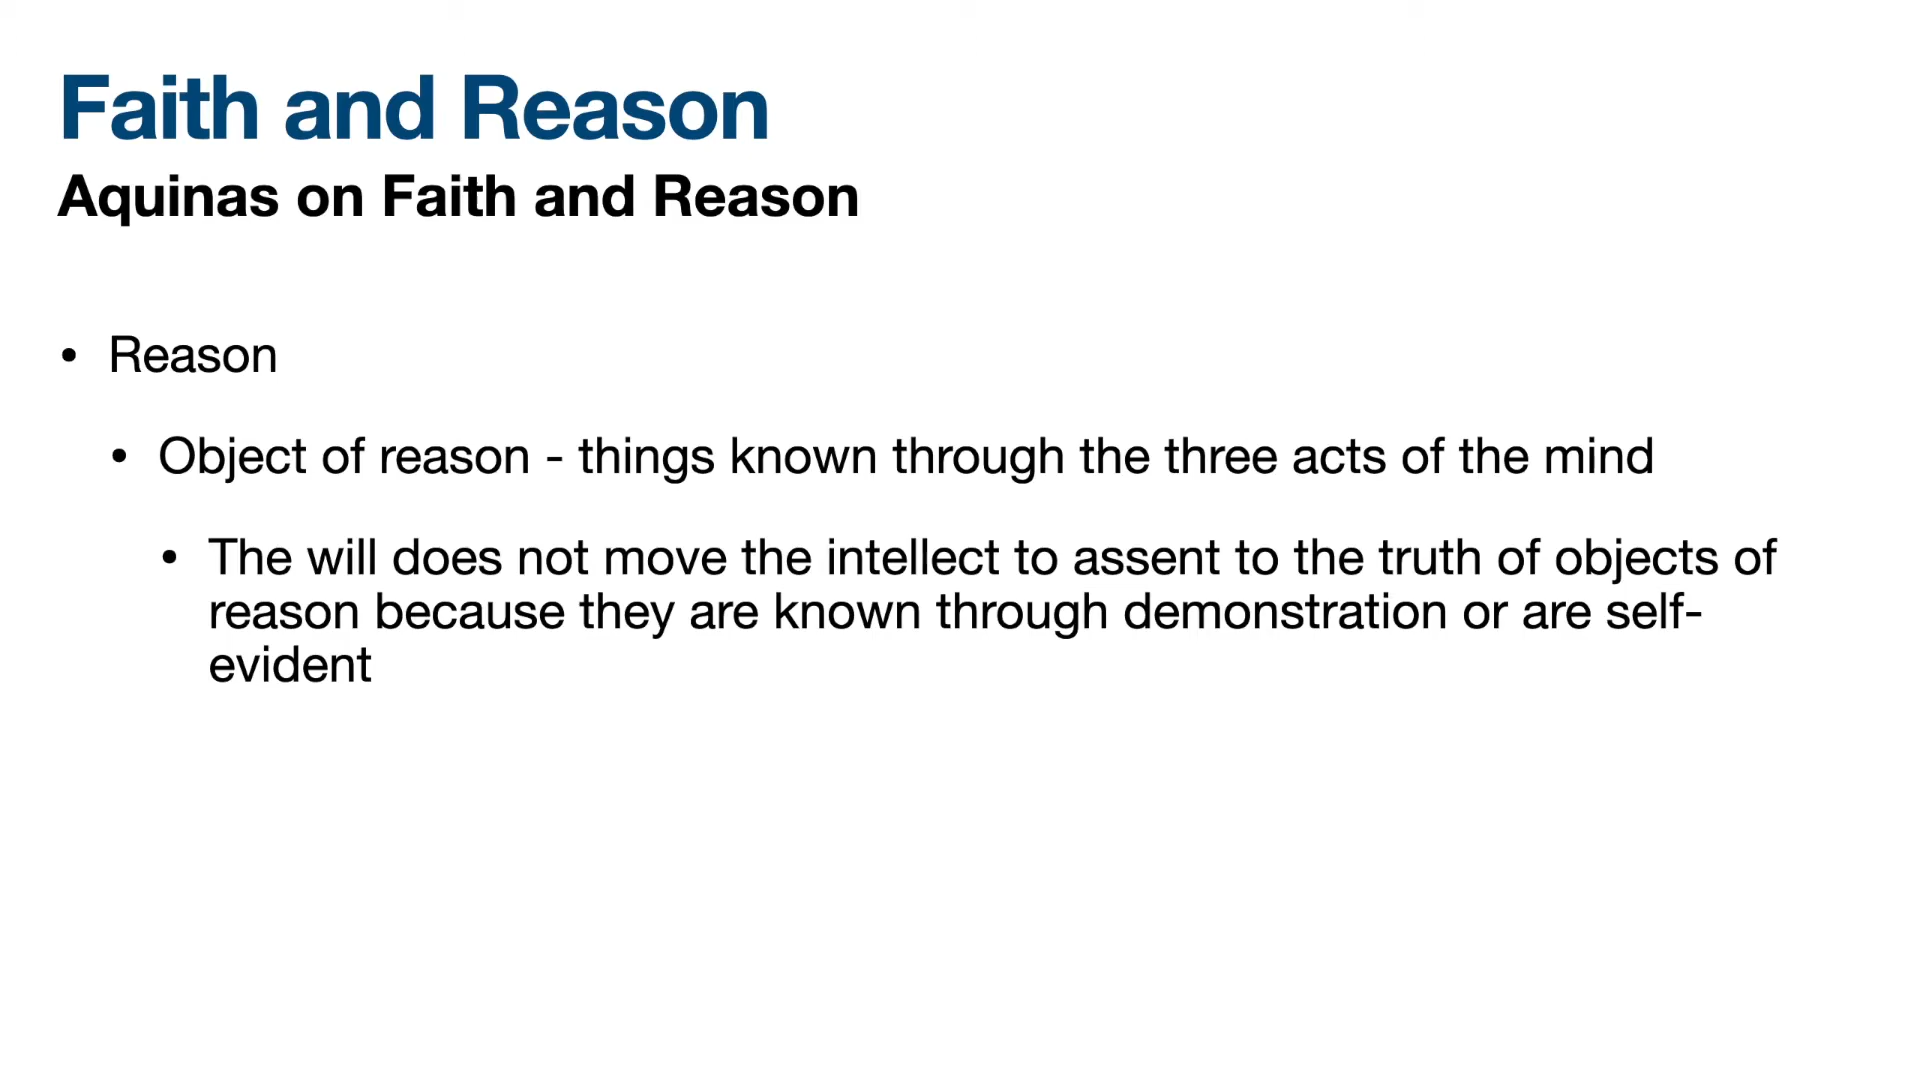 Faith and Reason
Aquinas on Faith and Reason
• Reason
• Object of reason - things known through the three acts of the mind
• The will does not move the intellect to assent to the truth of objects of
reason because they are known through demonstration or are self-
evident